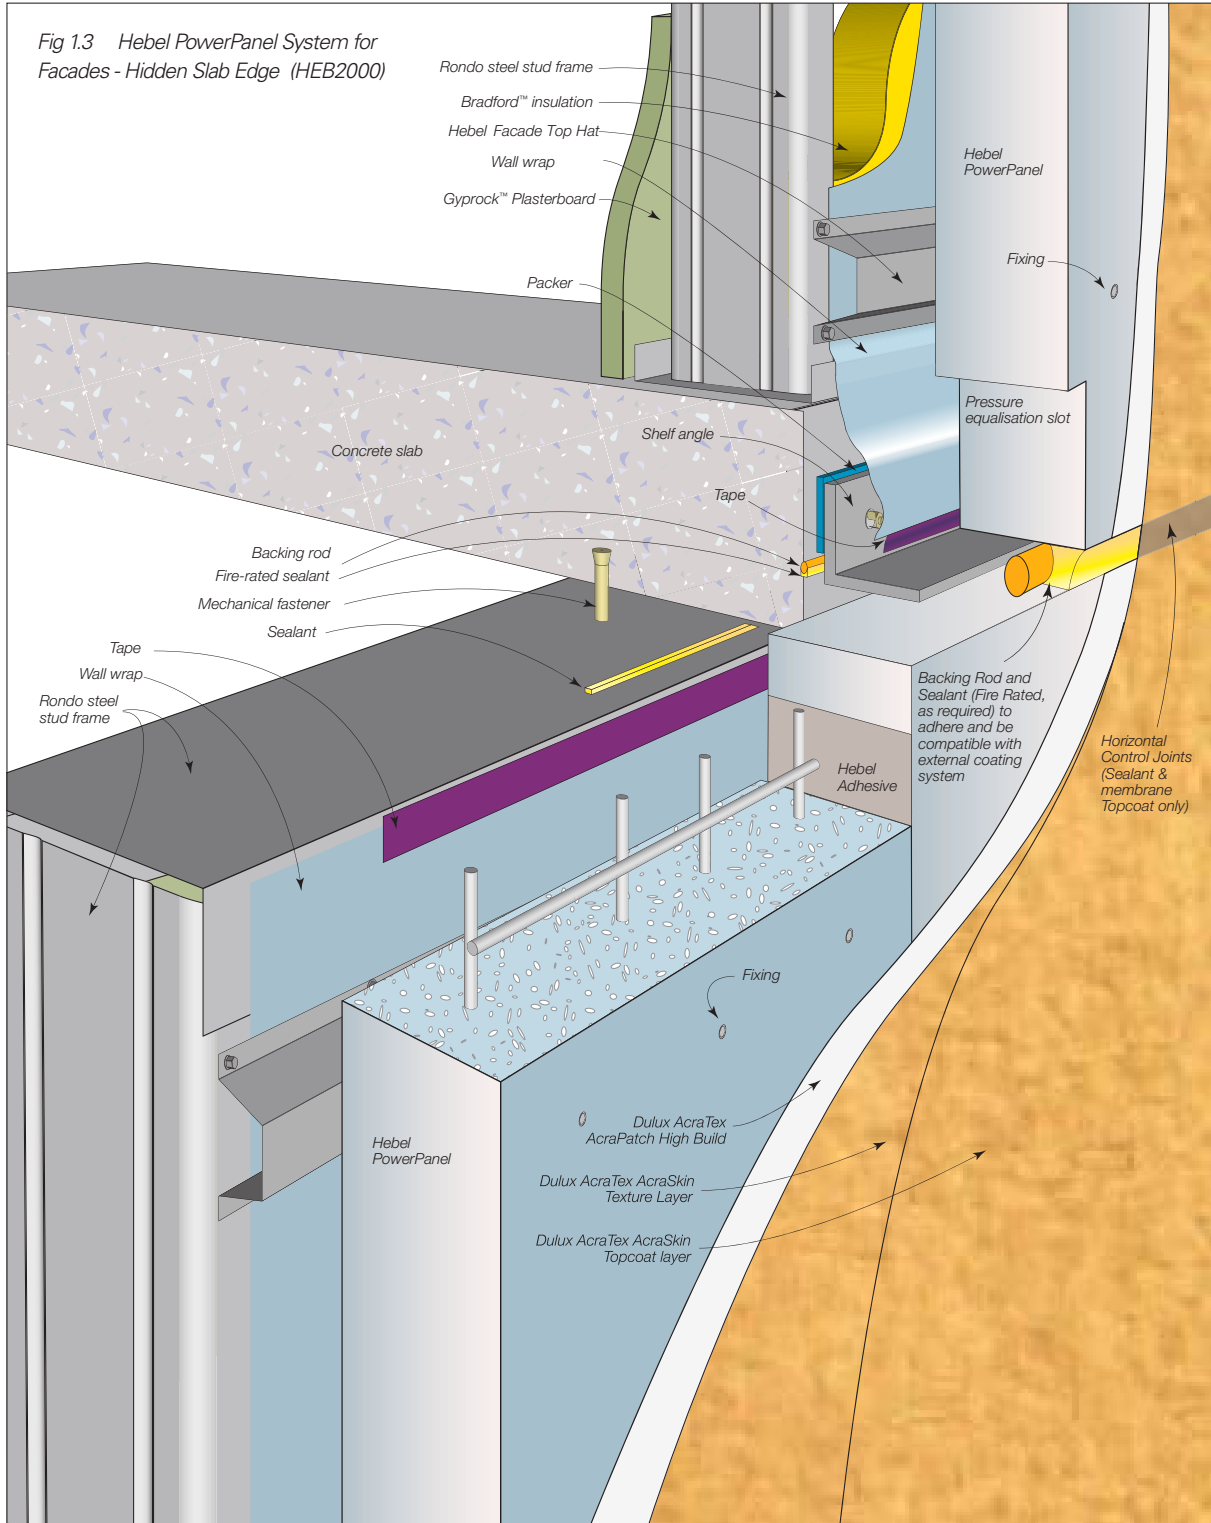 Fig 1.3 Hebel PowerPanel System for
Facades - Hidden Slab Edge (HEB2000)
Rondo steel stud frame
Bradford™ insulation
Hebel Facade Top Hat
Wall wrap
Gyprock™ Plasterboard
Hebel
PowerPanel
Packer
Fixing
Pressure
equalisation slot
Shelf angle
Concrete slab
Tape
Backing rod
Fire-rated sealant
Mechanical fastener
Sealant
Tape
Wall wrap
Rondo steel
stud frame
Backing Rod and
Sealant (Fire Rated,
as required) to
adhere and be
compatible with
external coating
system
Horizontal
Control Joints
(Sealant &
membrane
Topcoat only)
Hebel
Adhesive
Fixing
Hebel
PowerPanel
Dulux AcraTex
AcraPatch High Build
Dulux AcraTex AcraSkin
Texture Layer
Dulux AcraTex AcraSkin
Topcoat layer